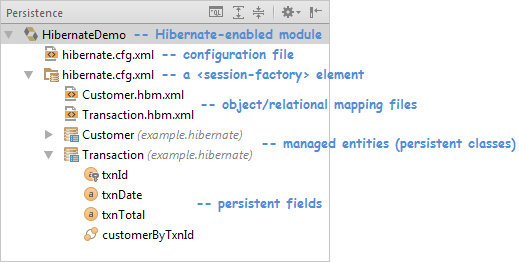 Persistence
HibernateDemo -- Hibernate-enabled module
hibernate.cfg.xml -- configuration file
hibernate.cfg.xml -- a <session-factory> element
Customer.hbm.xml
-- object/relational mapping files
Transaction.hbm.xml
Customer (example.hibernate)
-- managed entities (persistent classes)
Transaction (example.hibernate)
txnId
txnDate
txnTotal
-- persistent fields
customerByTxnId